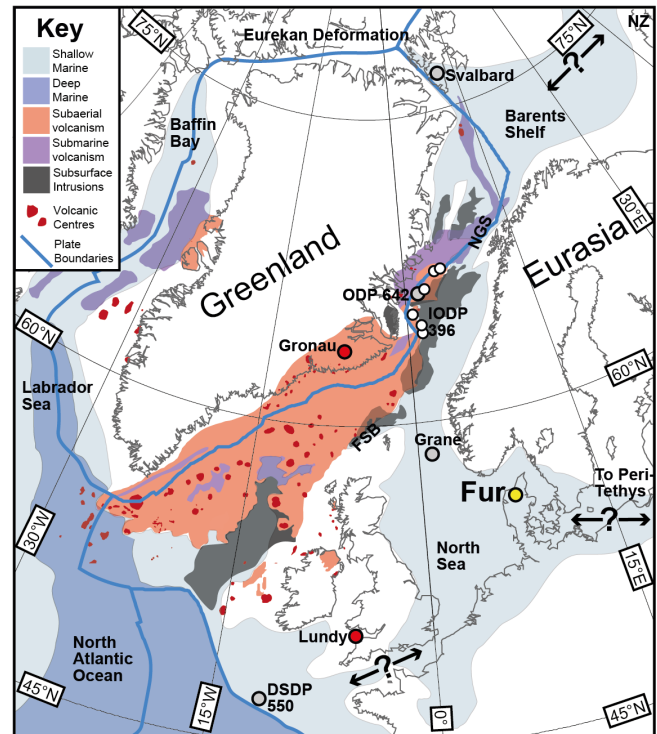 Key
Shallow
Marine
Deep
Marine
Subaerial
volcanism
Submarine
volcanism
Subsurface
Intrusions
Volcanic
Centres
Plate
Boundaries
75°N
Eurekan Deformation
75°N
NZ
?
Svalbard
Baffin
Bay
Barents
Shelf
30°E
Greenland
NGS
Eurasia
ODP 642
IODP
396
60°N
Gronau
60°N
Labrador
Sea
FSB
Grane
Fur
To Peri-
Tethys
?
30°W
North
Sea
15°E
Lundy
?
North
Atlantic
Ocean
DSDP
550
45°N
15°W
0°
45°N